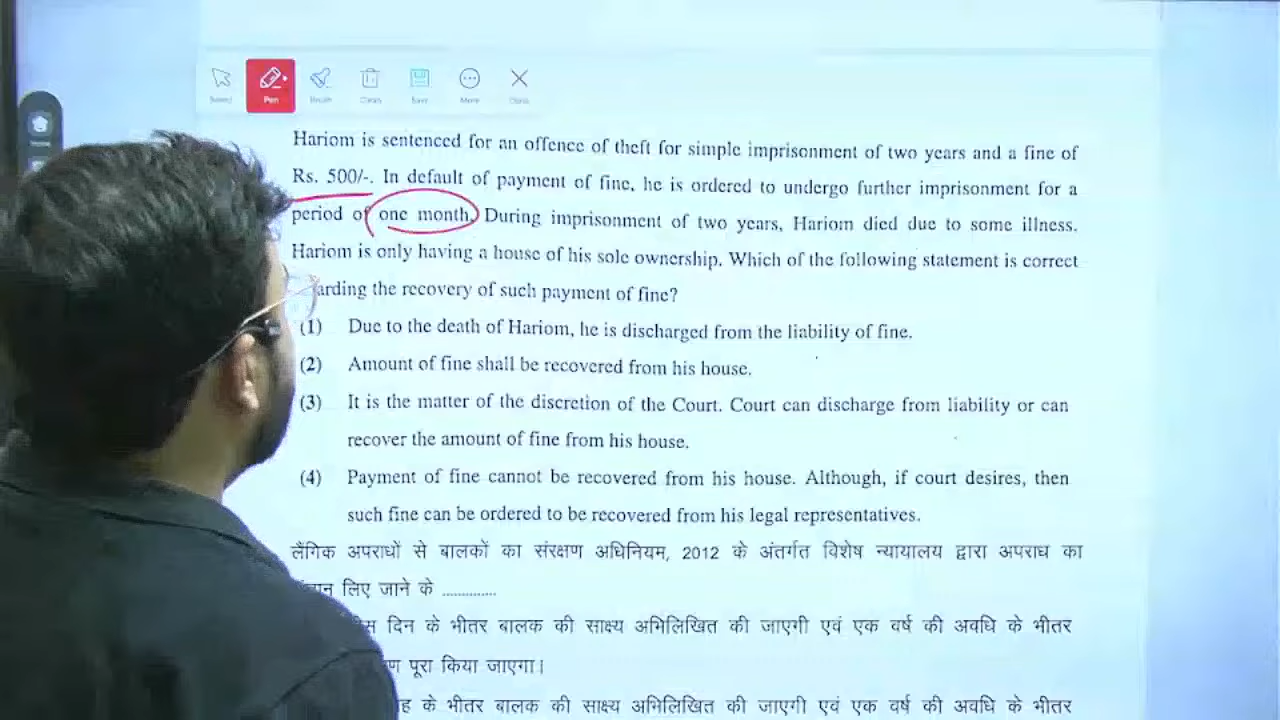 Pen
Hariom is sentenced for an offence of theft for simple imprisonment of two years and a fine of
Rs. 500/-. In default of payment of fine, he is ordered to undergo further imprisonment for a
period of one month. During imprisonment of two years, Hariom died due to some illness.
Hariom is only having a house of his sole ownership. Which of the following statement is correct
arding the recovery of such payment of fine?
(1) Due to the death of Hariom, he is discharged from the liability of fine.
(2) Amount of fine shall be recovered from his house.
(3) It is the matter of the discretion of the Court. Court can discharge from liability or can
recover the amount of fine from his house.
(4) Payment of fine cannot be recovered from his house. Although, if court desires, then
such fine can be ordered to be recovered from his legal representatives.
लैंगिक अपराधों से बालकों का संरक्षण अधिनियम, 2012 के अंतर्गत विशेष न्यायालय द्वारा अपराध का
लिए जाने के ..............
दिन के भीतर बालक की साक्ष्य अभिलिखित की जाएगी एवं एक वर्ष की अवधि के भीतर
पूरा किया जाएगा।
के भीतर बालक की साक्ष्य अभिलिखित की जाएगी एवं एक वर्ष की अवधि के भीतर